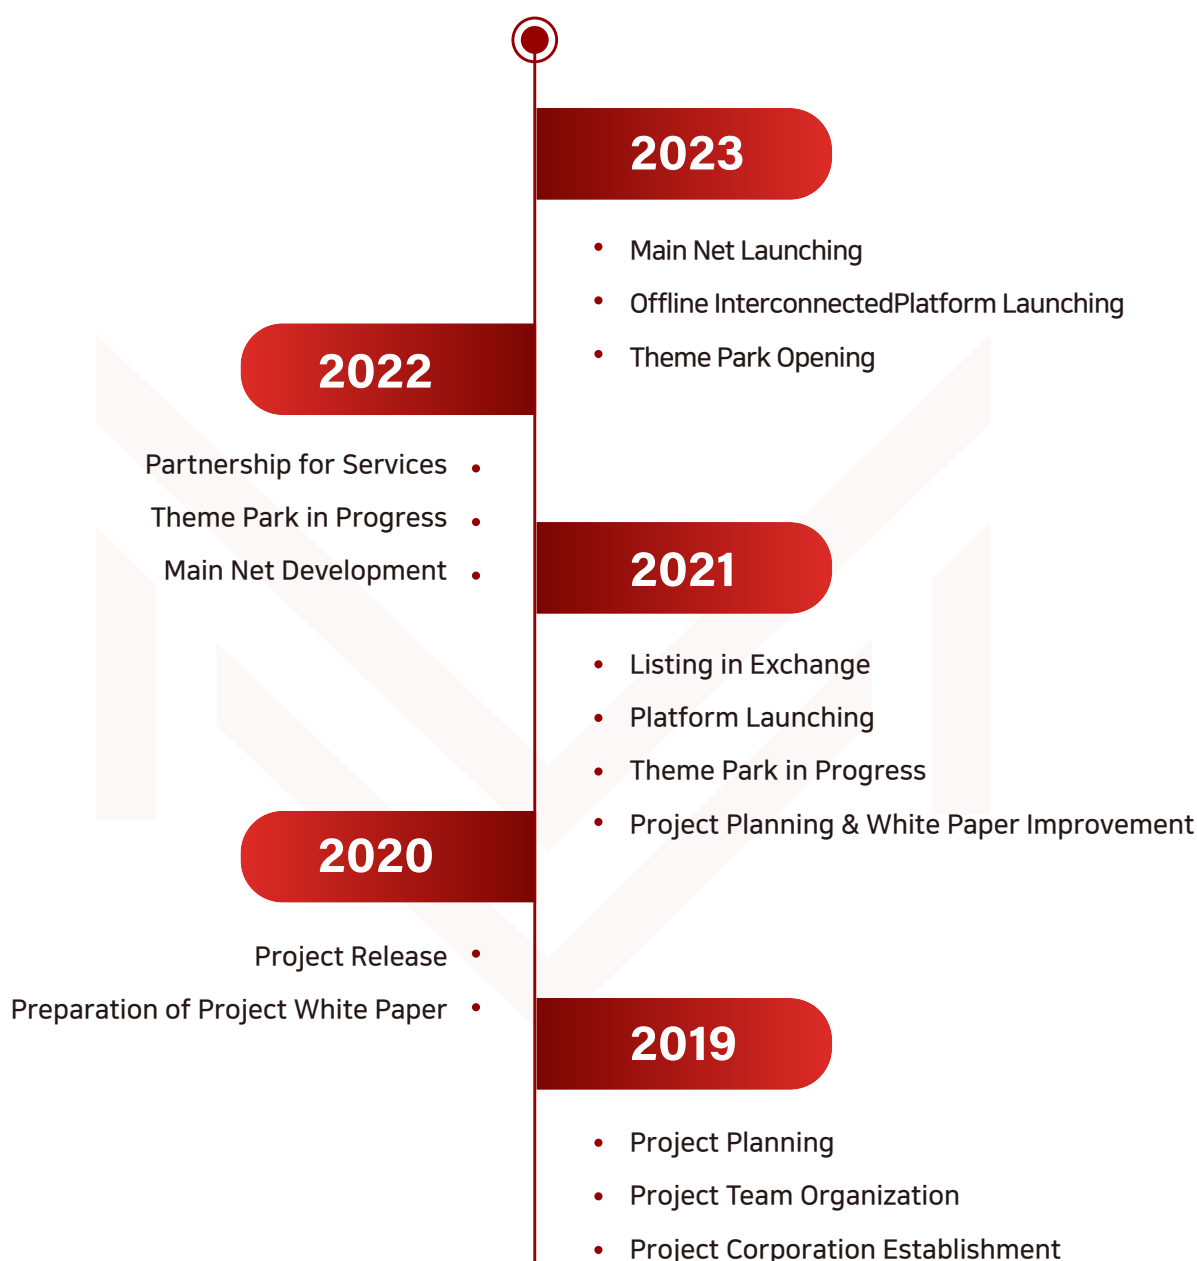 2023
Main Net Launching
Offline InterconnectedPlatform Launching
Theme Park Opening
2022
Partnership for Services
Theme Park in Progress
Main Net Development
2021
Listing in Exchange
Platform Launching
Theme Park in Progress
Project Planning & White Paper Improvement
2020
Project Release
Preparation of Project White Paper
2019
Project Planning
Project Team Organization
Project Corporation Establishment